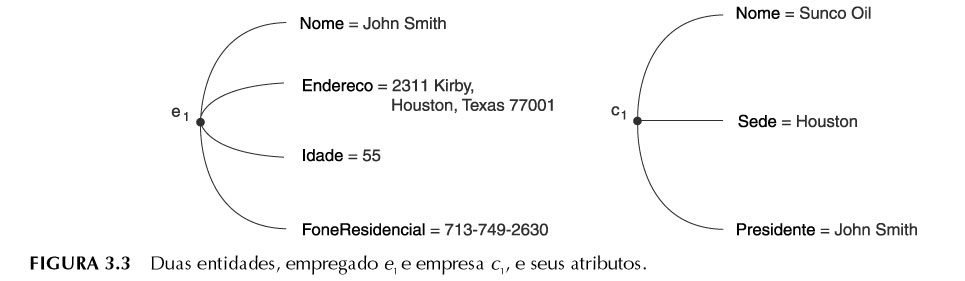 Nome = John Smith
Endereco = 2311 Kirby,
Houston, Texas 77001
e1
Idade = 55
FoneResidencial = 713-749-2630
Nome = Sunco Oil
c1
Sede = Houston
Presidente = John Smith
FIGURA 3.3 Duas entidades, empregado e1 e empresa c1, e seus atributos.